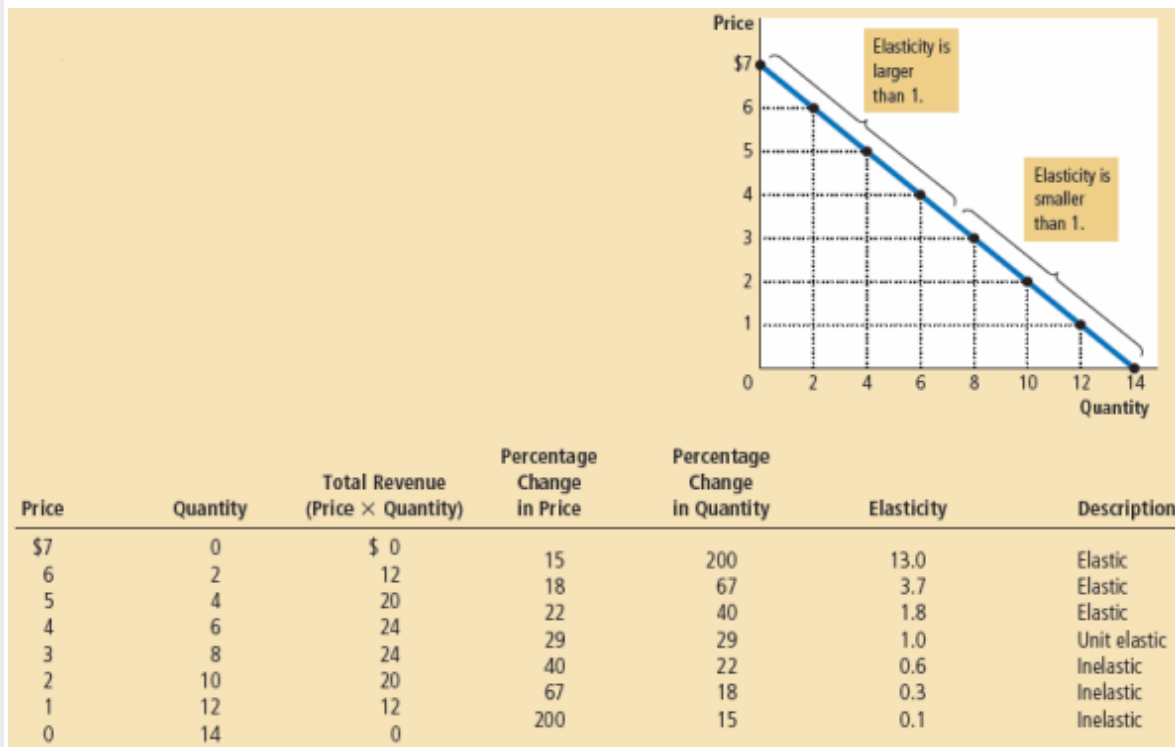 Price
Elasticity is
larger
than 1.
$7
6
5
4
3
2
1
Elasticity is
smaller
than 1.
0 2 4 6 8 10 12 14
Quantity
Percentage Percentage
Total Revenue Change Change
Price Quantity (Price × Quantity) in Price in Quantity Elasticity Description
$7 0 $ 0
15 200 13.0 Elastic
6 2 12
18 67 3.7 Elastic
5 4 20
22 40 1.8 Elastic
4 6 24
29 29 1.0 Unit elastic
3 8 24
40 22 0.6 Inelastic
2 10 20
67 18 0.3 Inelastic
1 12 12
200 15 0.1 Inelastic
0 14 0